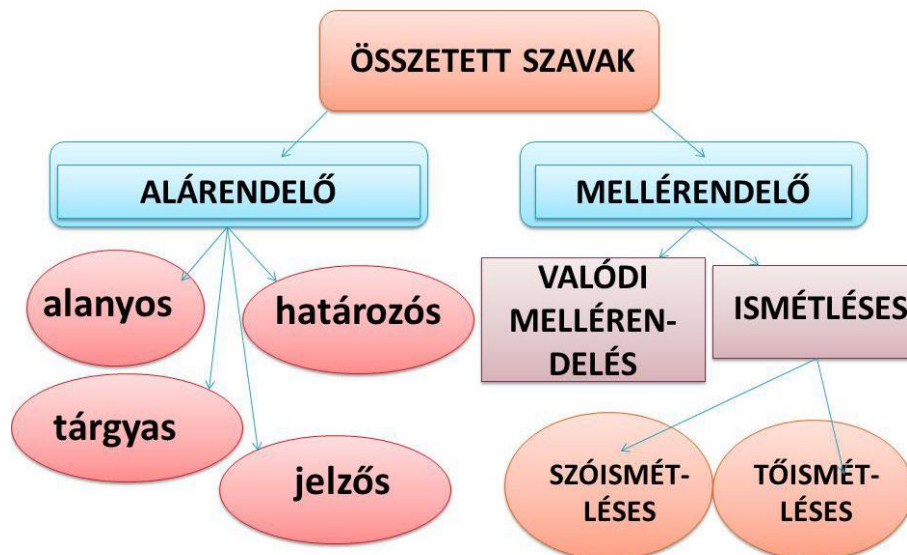 ÖSSZETETT SZAVAK
ALÁRENDELŐ
MELLÉRENDELŐ
alanyos
határozós
tárgyas
jelzős
VALÓDI
MELLÉREN-
DELÉS
ISMÉTLÉSES
SZÓISMÉT-
LÉSES
TŐISMÉT-
LÉSES